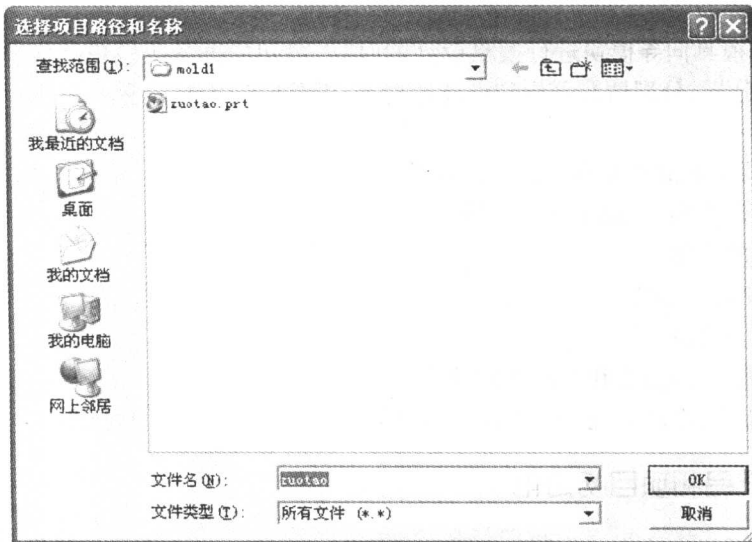 选择项目路径和名称
查找范围(I):
mold1
zuotao.prt
我最近的文档
桌面
我的文档
我的电脑
网上邻居
文件名(N):
zuotao
OK
文件类型(T):
所有文件 (*.*)
取消